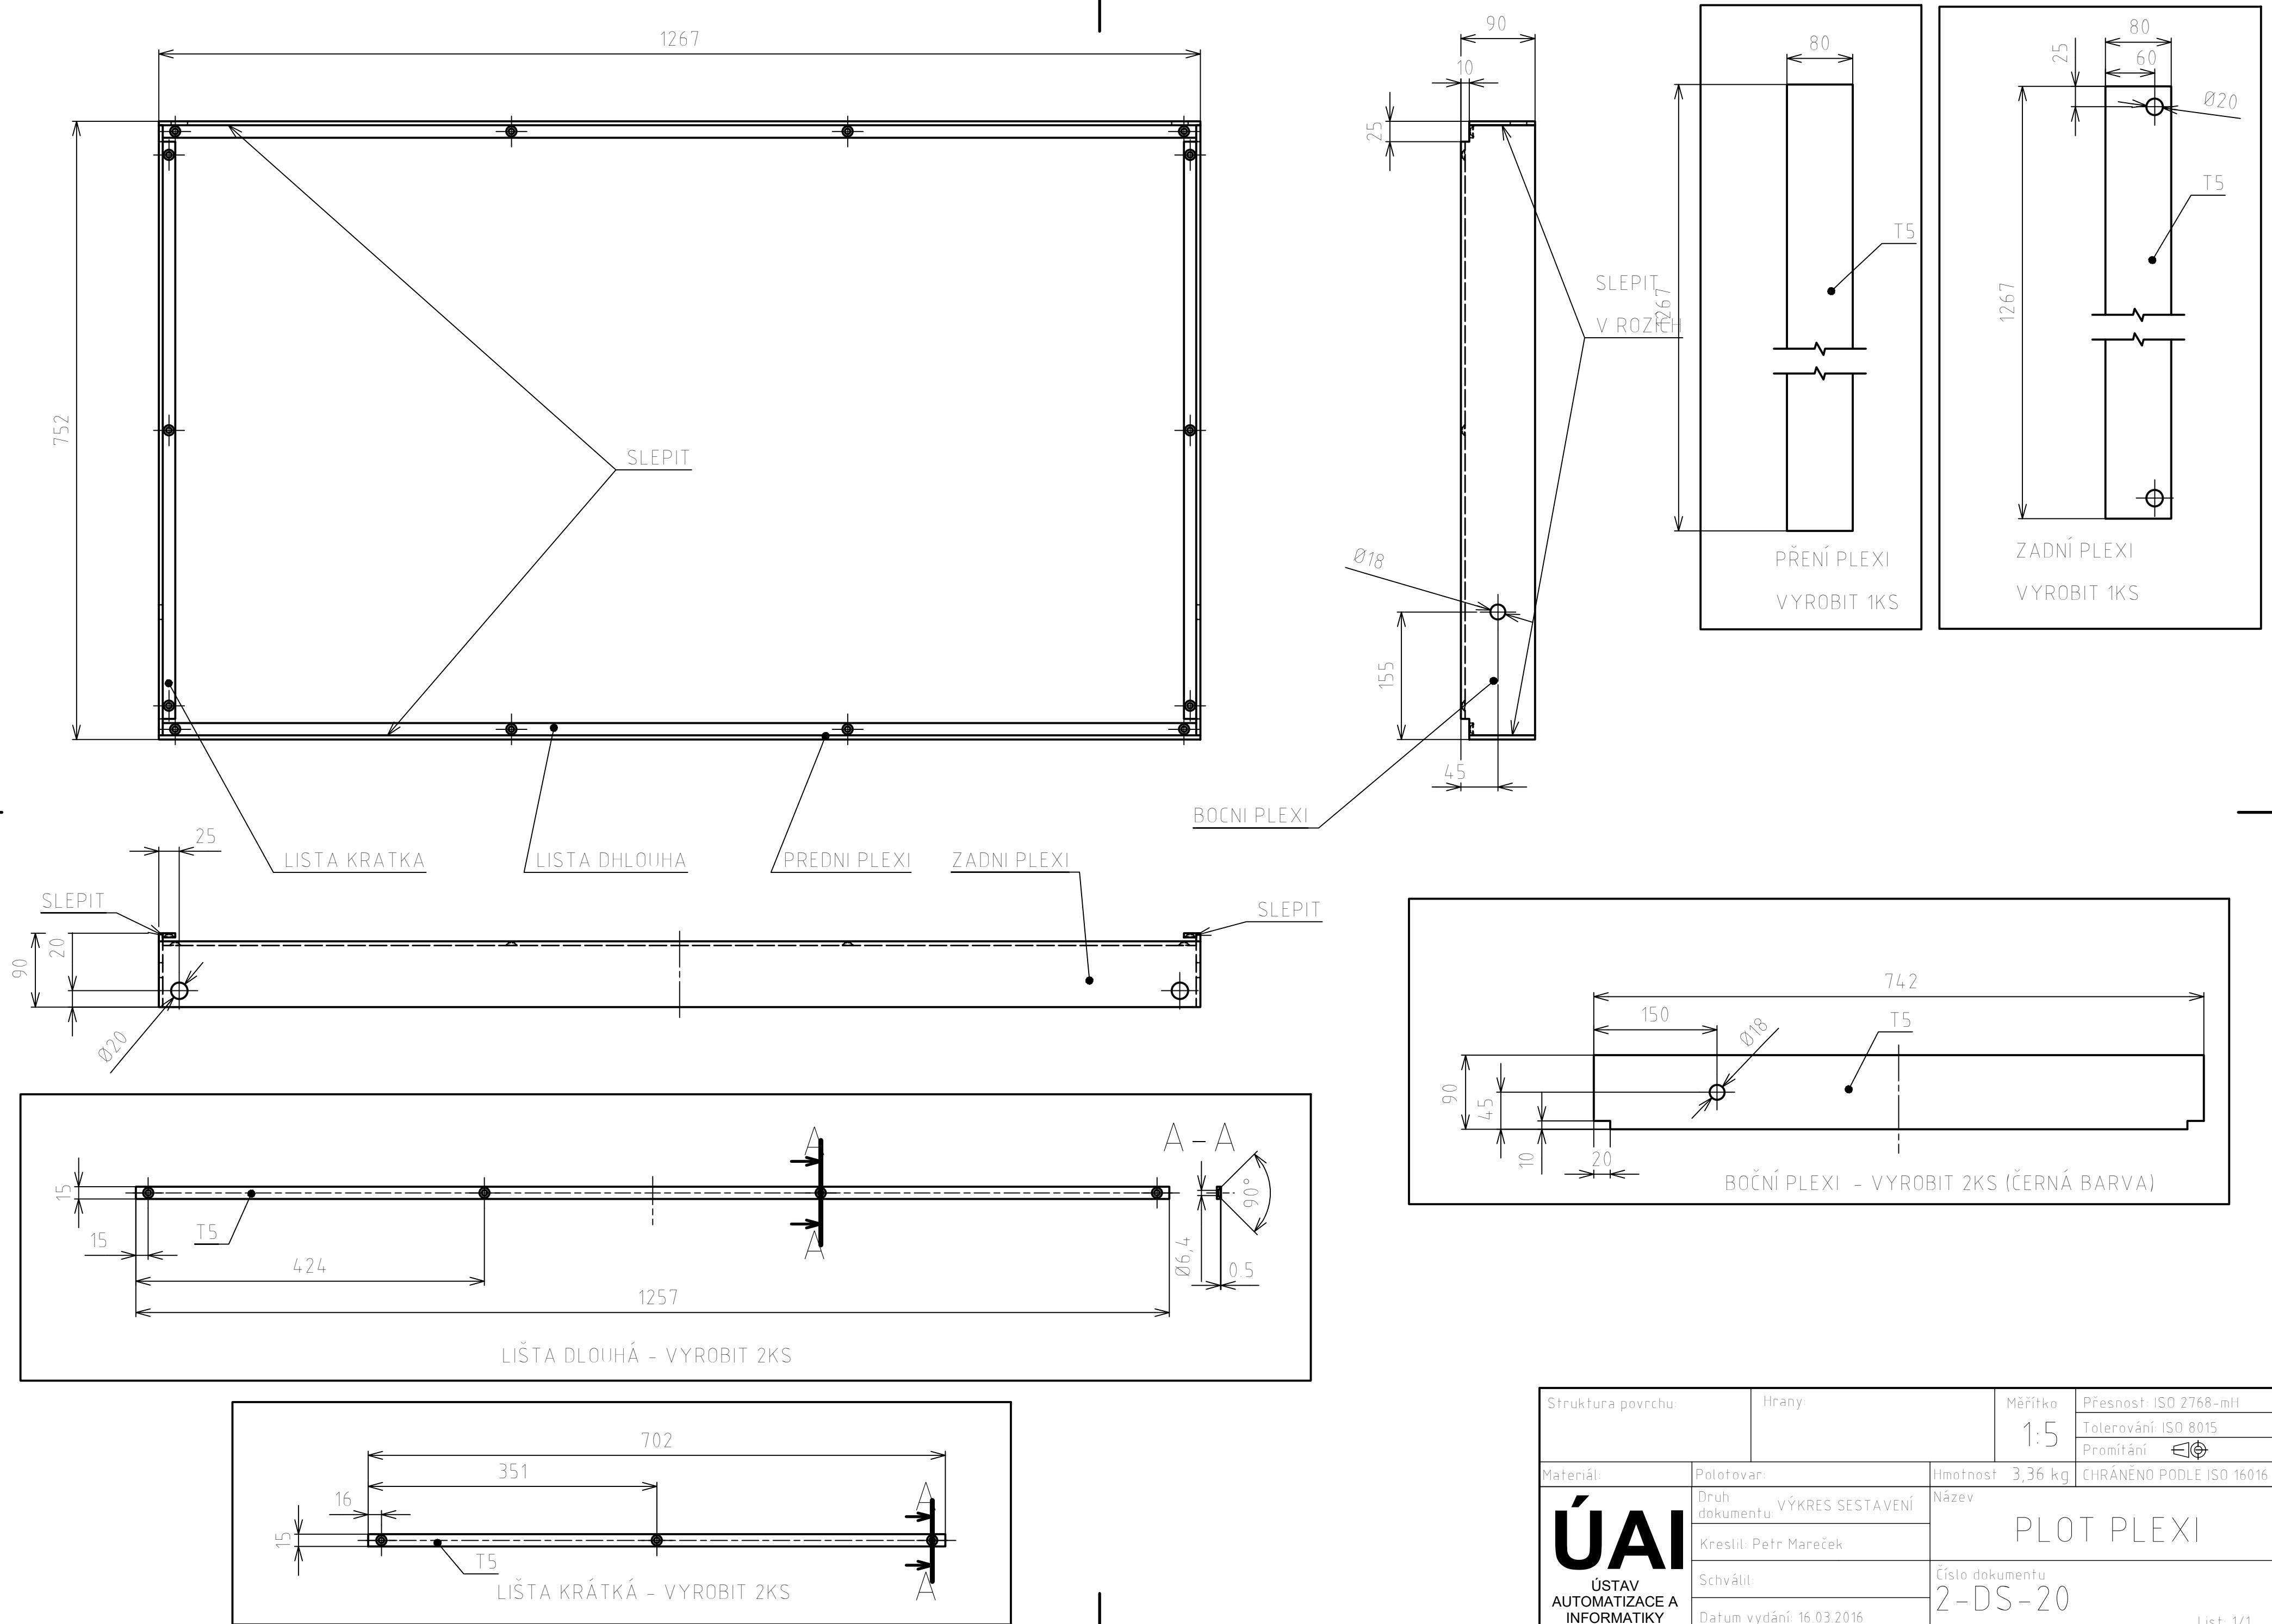 1267
752
SLEPIT
LISTA KRATKA
LISTA DHLOUHA
PREDNI PLEXI
ZADNI PLEXI
90
10
25
SLEPIT
V ROZÍCH
Ø18
155
45
BOCNI PLEXI
80
1267
T5
PŘENÍ PLEXI
VYROBIT 1KS
80
60
25
Ø20
T5
1267
ZADNÍ PLEXI
VYROBIT 1KS
25
SLEPIT
SLEPIT
90
20
Ø20
742
150
Ø18
T5
90
45
10
20
BOČNÍ PLEXI - VYROBIT 2KS (ČERNÁ BARVA)
A
A
A-A
15
15
T5
424
1257
Ø6,4
90°
0.5
LIŠTA DLOUHÁ - VYROBIT 2KS
702
351
16
15
T5
A
A
LIŠTA KRÁTKÁ - VYROBIT 2KS
Struktura povrchu:
Hrany:
Měřítko
1:5
Přesnost: ISO 2768-mH
Tolerování: ISO 8015
Promítání
Materiál:
Polotovar:
Hmotnost 3,36 kg
CHRÁNĚNO PODLE ISO 16016
ÚAI
ÚSTAV
AUTOMATIZACE A
INFORMATIKY
Druh
dokumentu VÝKRES SESTAVENÍ
Kreslil: Petr Mareček
Schválil:
Datum vydání: 16.03.2016
Název
PLOT PLEXI
Číslo dokumentu
2-DS-20
List 1/1